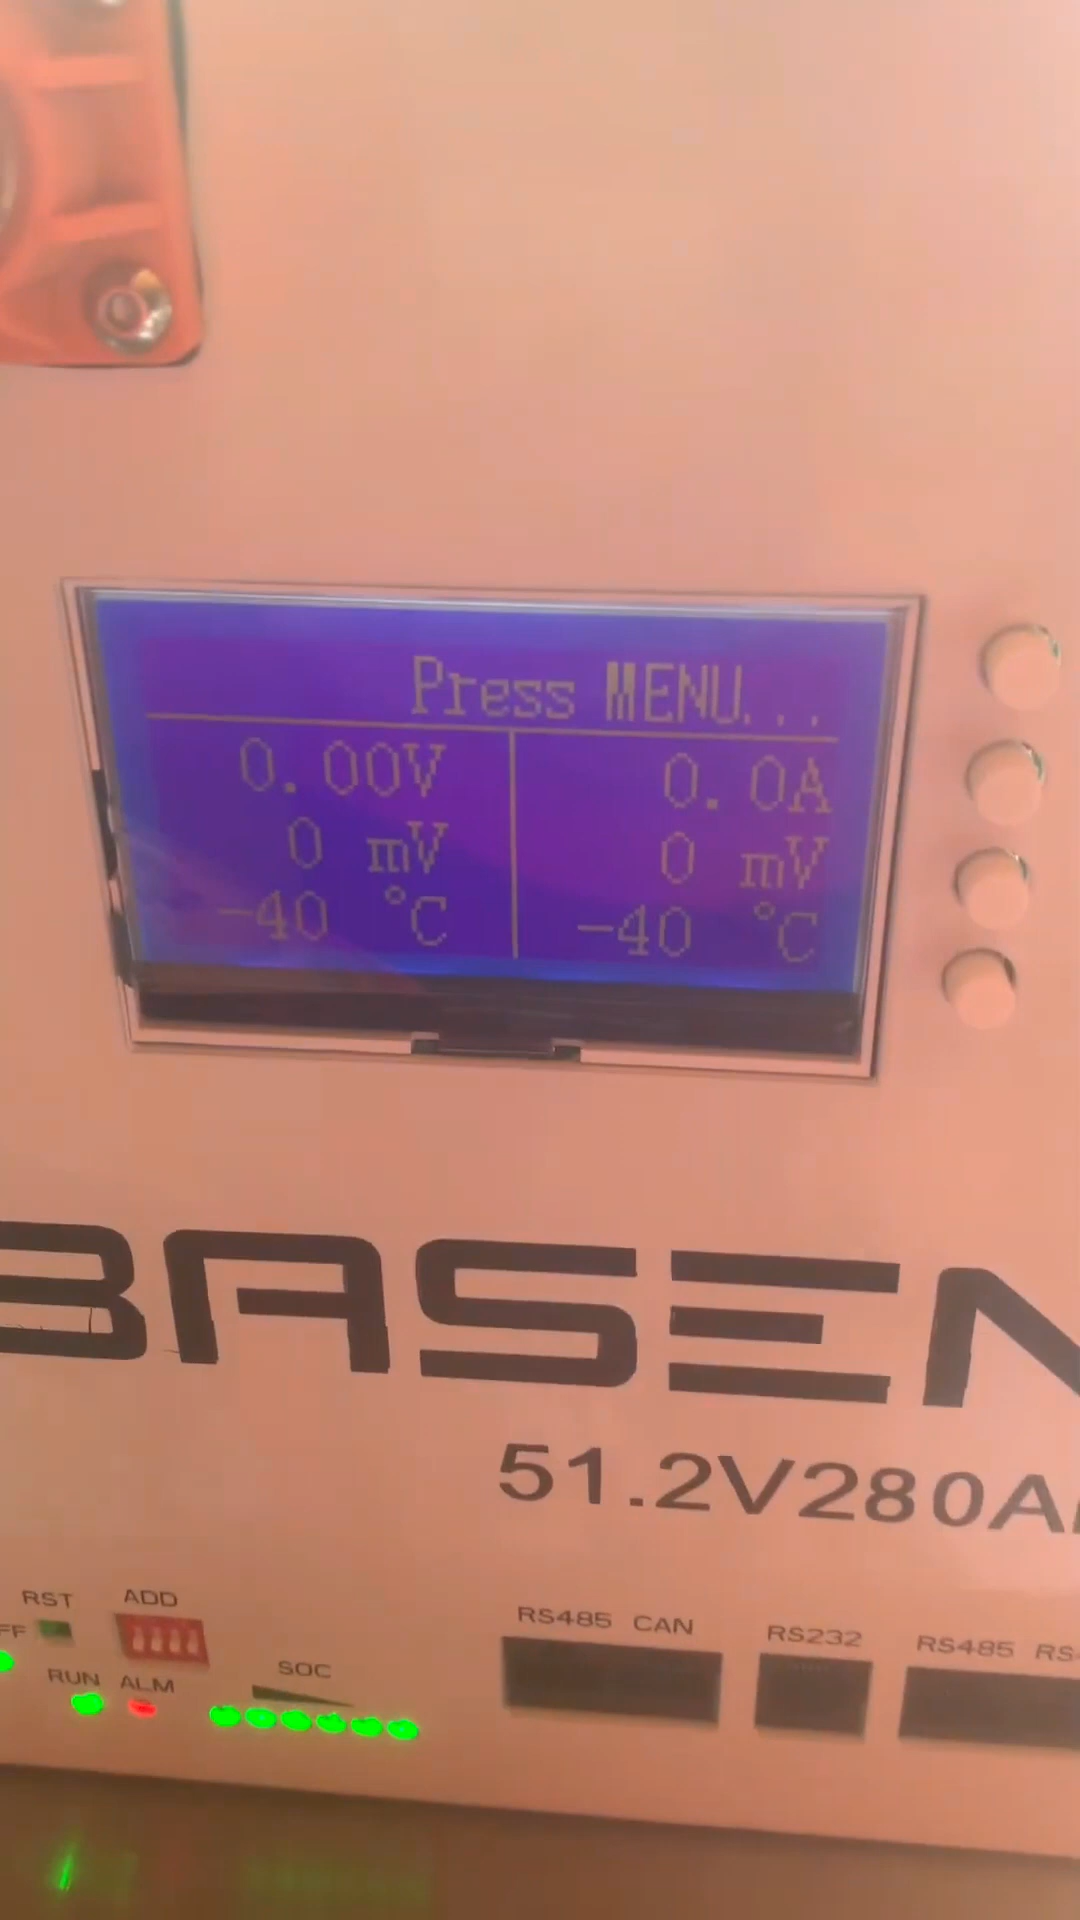 Press MENU...
0.00V 0.0A
0 mV 0 mV
-40 °C -40 °C
BASEN
51.2V280A
RST ADD
FF
RUN ALM SOC
RS485 CAN RS232 RS485 RS